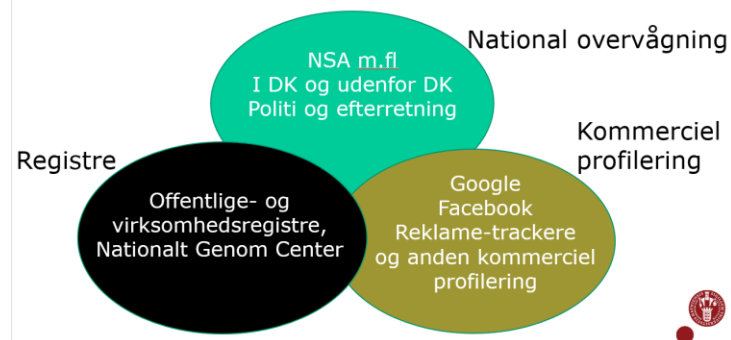 National overvågning
NSA m.fl
I DK og udenfor DK
Politi og efterretning
Kommerciel
profilering
Registre
Offentlige- og
virksomhedsregistre,
Nationalt Genom Center
Google
Facebook
Reklame-trackere
og anden kommerciel
profilering